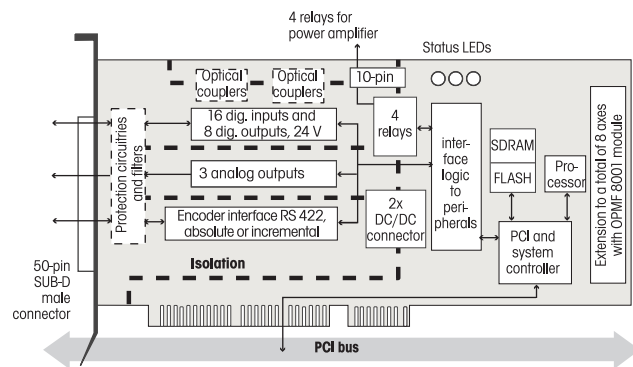 4 relays for
power amplifier
Status LEDs
Optical
couplers
Optical
couplers
10-pin
16 dig. inputs and
8 dig. outputs, 24 V
4
relays
3 analog outputs
Encoder interface RS 422,
absolute or incremental
2x
DC/DC
connector
Protection circuitries
and filters
inter-
face
logic
to
peri-
pherals
SDRAM
FLASH
Pro-
cessor
PCI and
system
controller
Extension to a total of 8 axes
with OPMF 8001 module
Isolation
50-pin
SUB-D
male
connector
PCI bus